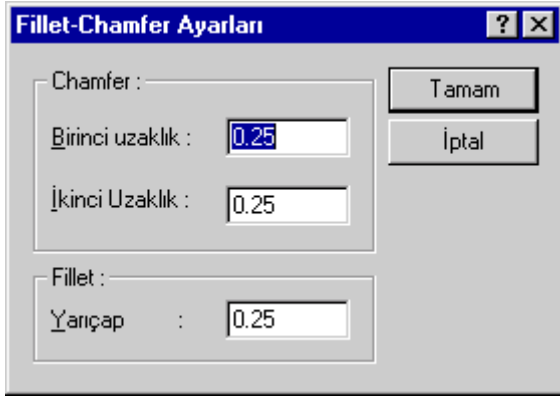 Fillet-Chamfer Ayarları
Chamfer :
Birinci uzaklık : 0.25
İkinci Uzaklık : 0.25
Fillet :
Yarıçap : 0.25
Tamam
İptal